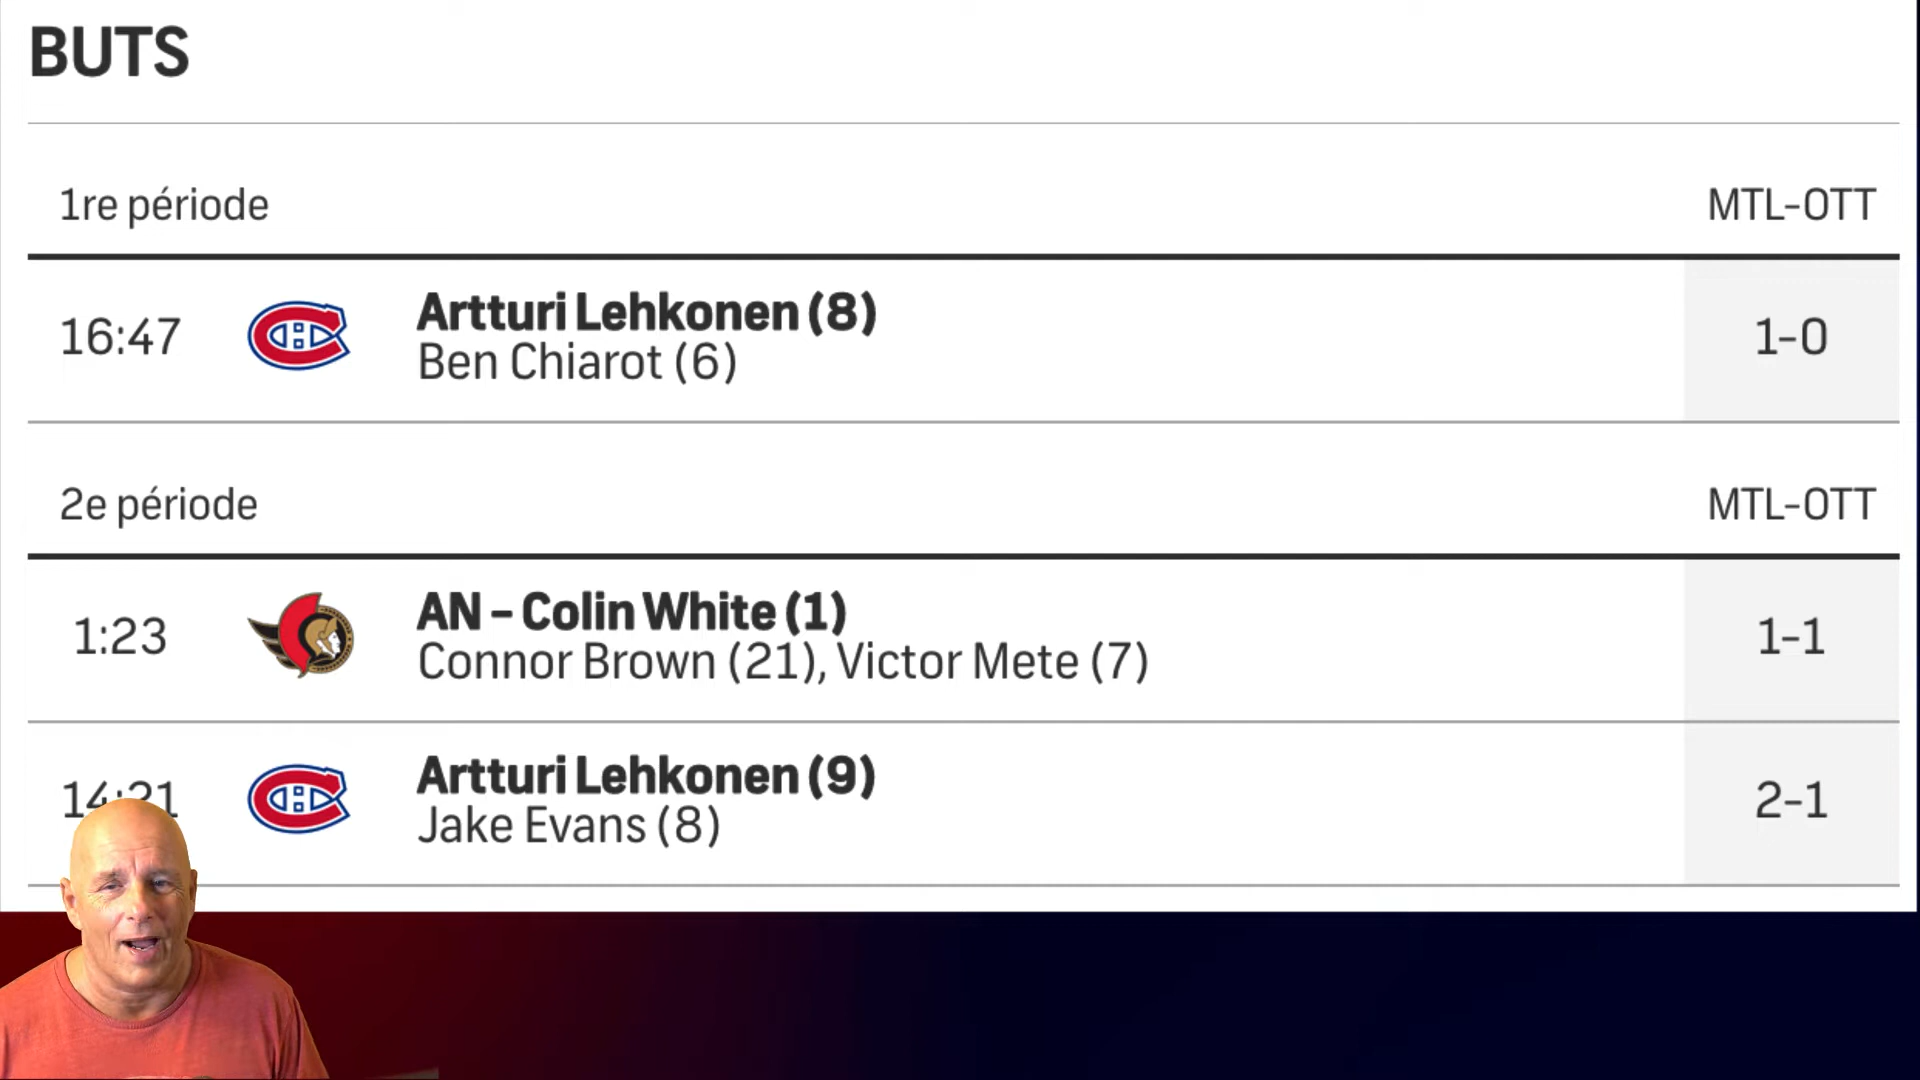 BUTS
1re période MTL-OTT
16:47 Artturi Lehkonen (8) 1-0
Ben Chiarot (6)
2e période MTL-OTT
1:23 AN – Colin White (1) 1-1
Connor Brown (21), Victor Mete (7)
14:21 Artturi Lehkonen (9) 2-1
Jake Evans (8)